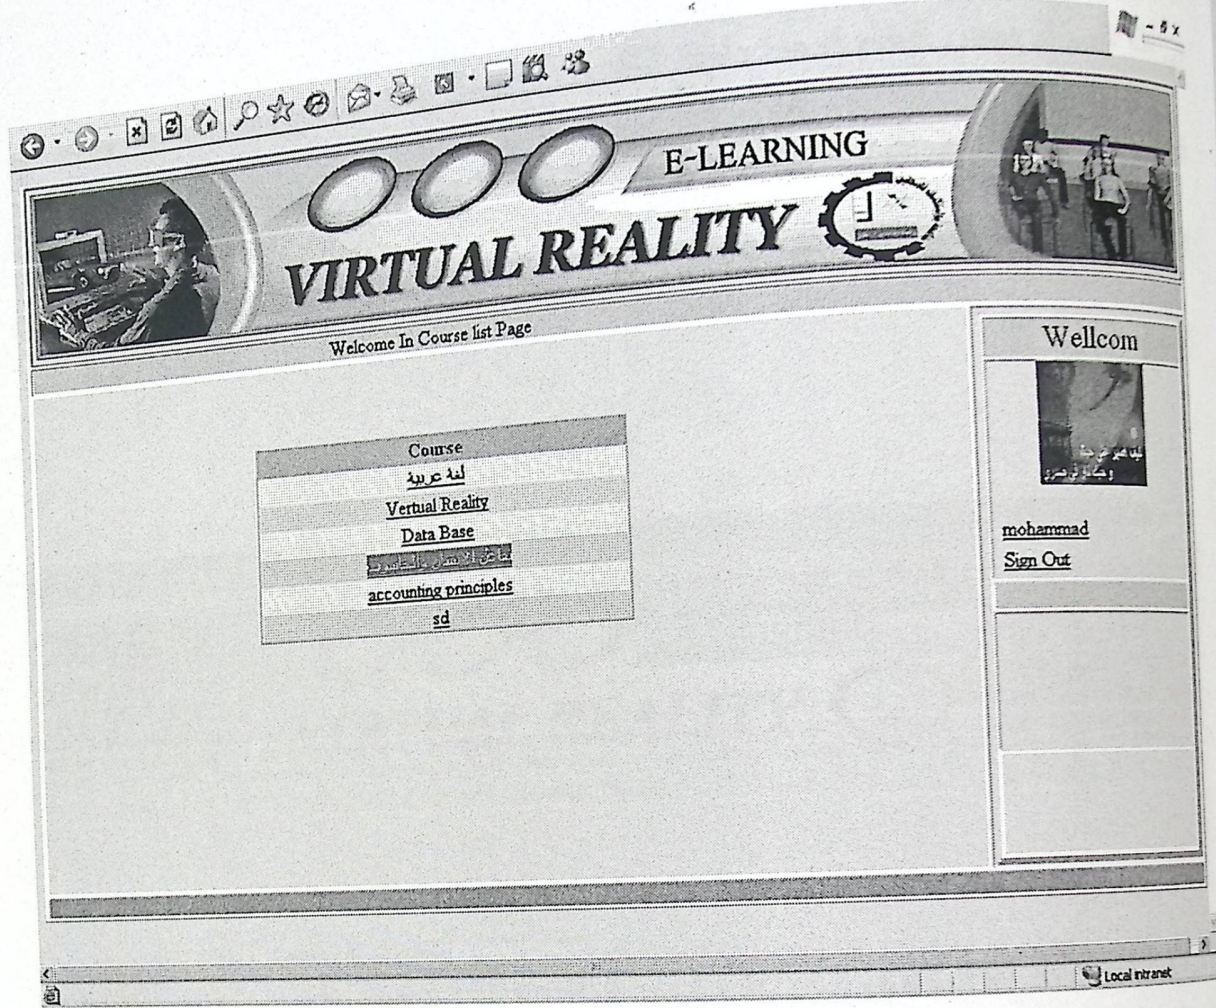 E-LEARNING
VIRTUAL REALITY
Welcome In Course list Page
Wellcom
Course
لغة عربية
Vertual Reality
Data Base
accounting principles
sd
mohammad
Sign Out
Local intranet